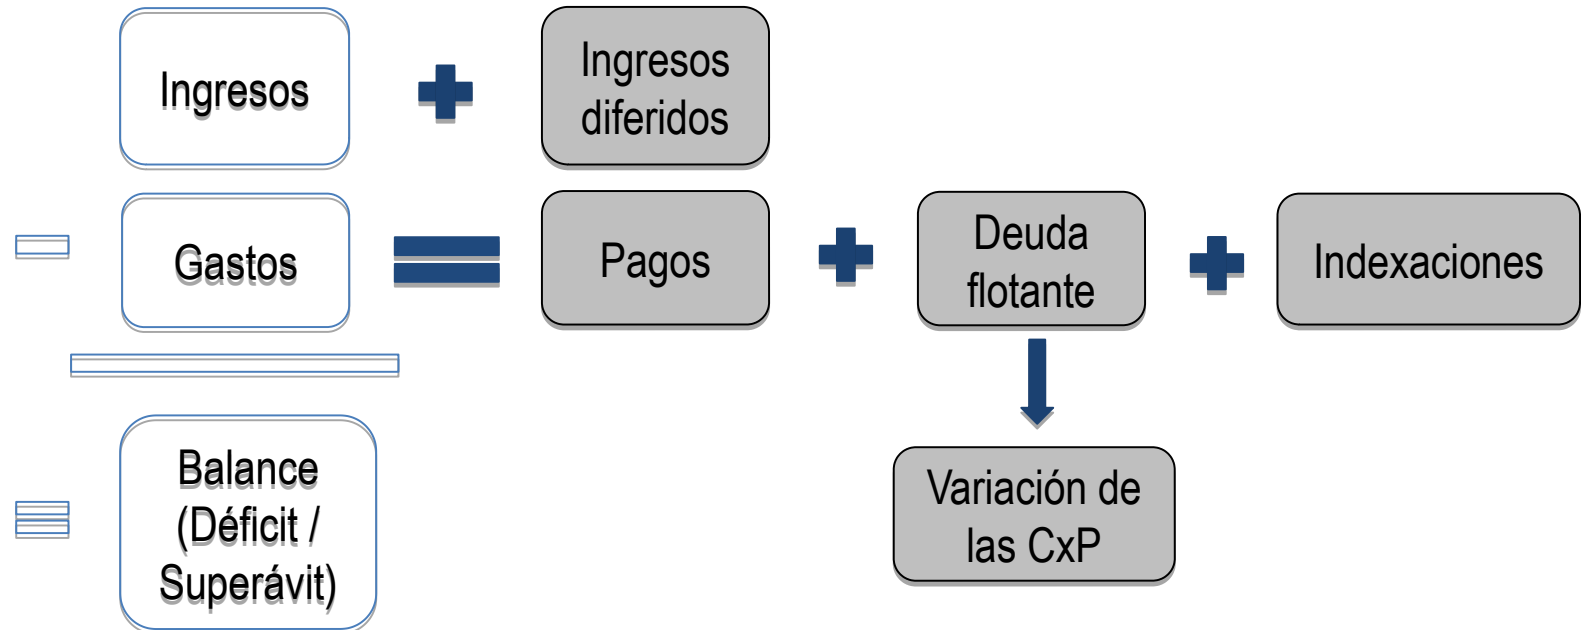 Ingresos
Ingresos
diferidos
Gastos
Pagos
Deuda
flotante
Indexaciones
Balance
(Déficit /
Superávit)
Variación de
las CxP